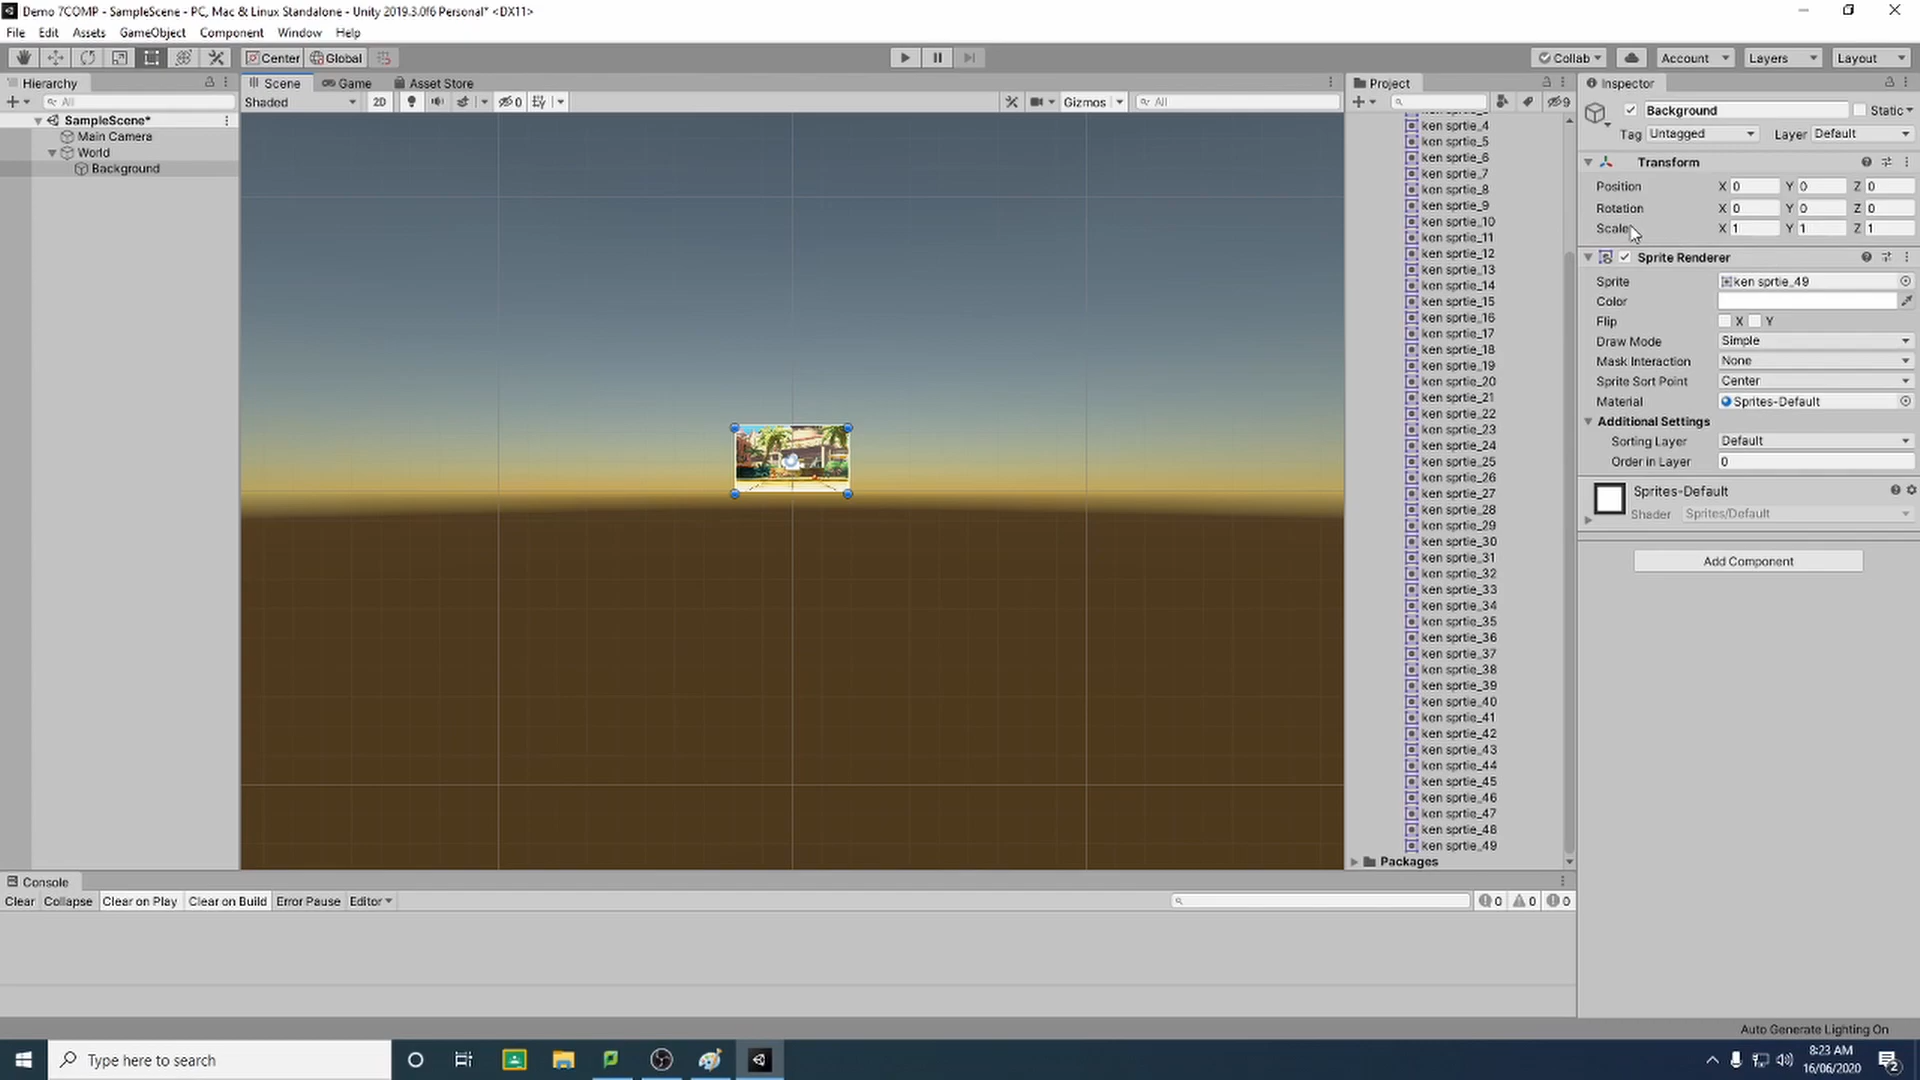 Demo 7COMP - SampleScene - PC, Mac & Linux Standalone - Unity 2019.3.0f6 Personal* <DX11>
File Edit Assets GameObject Component Window Help
Center Global Collab Account Layers Layout
Hierarchy
All
SampleScene*
Main Camera
World
Background
Scene Game Asset Store
Shaded 2D 0 Gizmos All
Project
9
ken sprtie_4
ken sprtie_5
ken sprtie_6
ken sprtie_7
ken sprtie_8
ken sprtie_9
ken sprtie_10
ken sprtie_11
ken sprtie_12
ken sprtie_13
ken sprtie_14
ken sprtie_15
ken sprtie_16
ken sprtie_17
ken sprtie_18
ken sprtie_19
ken sprtie_20
ken sprtie_21
ken sprtie_22
ken sprtie_23
ken sprtie_24
ken sprtie_25
ken sprtie_26
ken sprtie_27
ken sprtie_28
ken sprtie_29
ken sprtie_30
ken sprtie_31
ken sprtie_32
ken sprtie_33
ken sprtie_34
ken sprtie_35
ken sprtie_36
ken sprtie_37
ken sprtie_38
ken sprtie_39
ken sprtie_40
ken sprtie_41
ken sprtie_42
ken sprtie_43
ken sprtie_44
ken sprtie_45
ken sprtie_46
ken sprtie_47
ken sprtie_48
ken sprtie_49
Packages
Inspector
Background Static
Tag Untagged Layer Default
Transform
Position X 0 Y 0 Z 0
Rotation X 0 Y 0 Z 0
Scale X 1 Y 1 Z 1
Sprite Renderer
Sprite ken sprtie_49
Color
Flip X Y
Draw Mode Simple
Mask Interaction None
Sprite Sort Point Center
Material Sprites-Default
Additional Settings
Sorting Layer Default
Order in Layer 0
Sprites-Default
Shader Sprites/Default
Add Component
Console
Clear Collapse Clear on Play Clear on Build Error Pause Editor 0 0 0
Auto Generate Lighting On
Type here to search
8:23 AM
16/06/2020
2